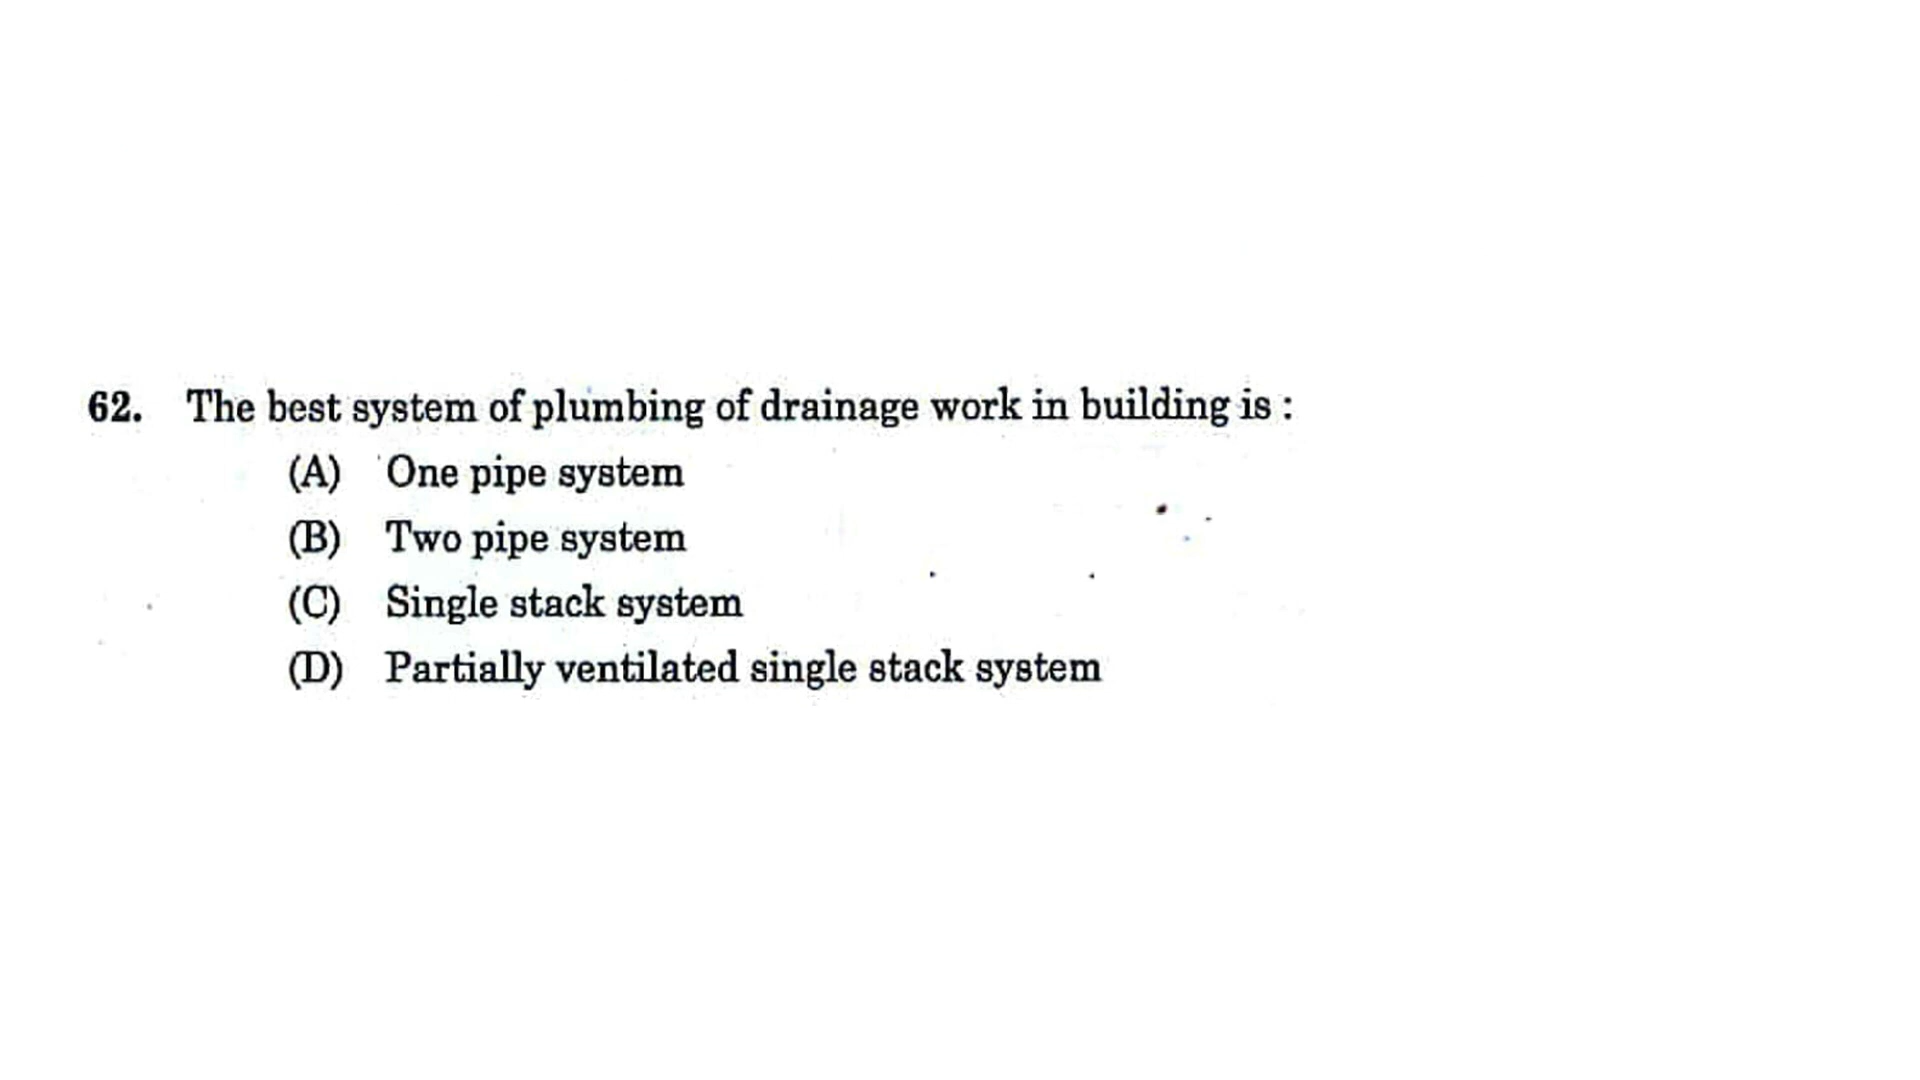 62. The best system of plumbing of drainage work in building is :
(A) One pipe system
(B) Two pipe system
(C) Single stack system
(D) Partially ventilated single stack system